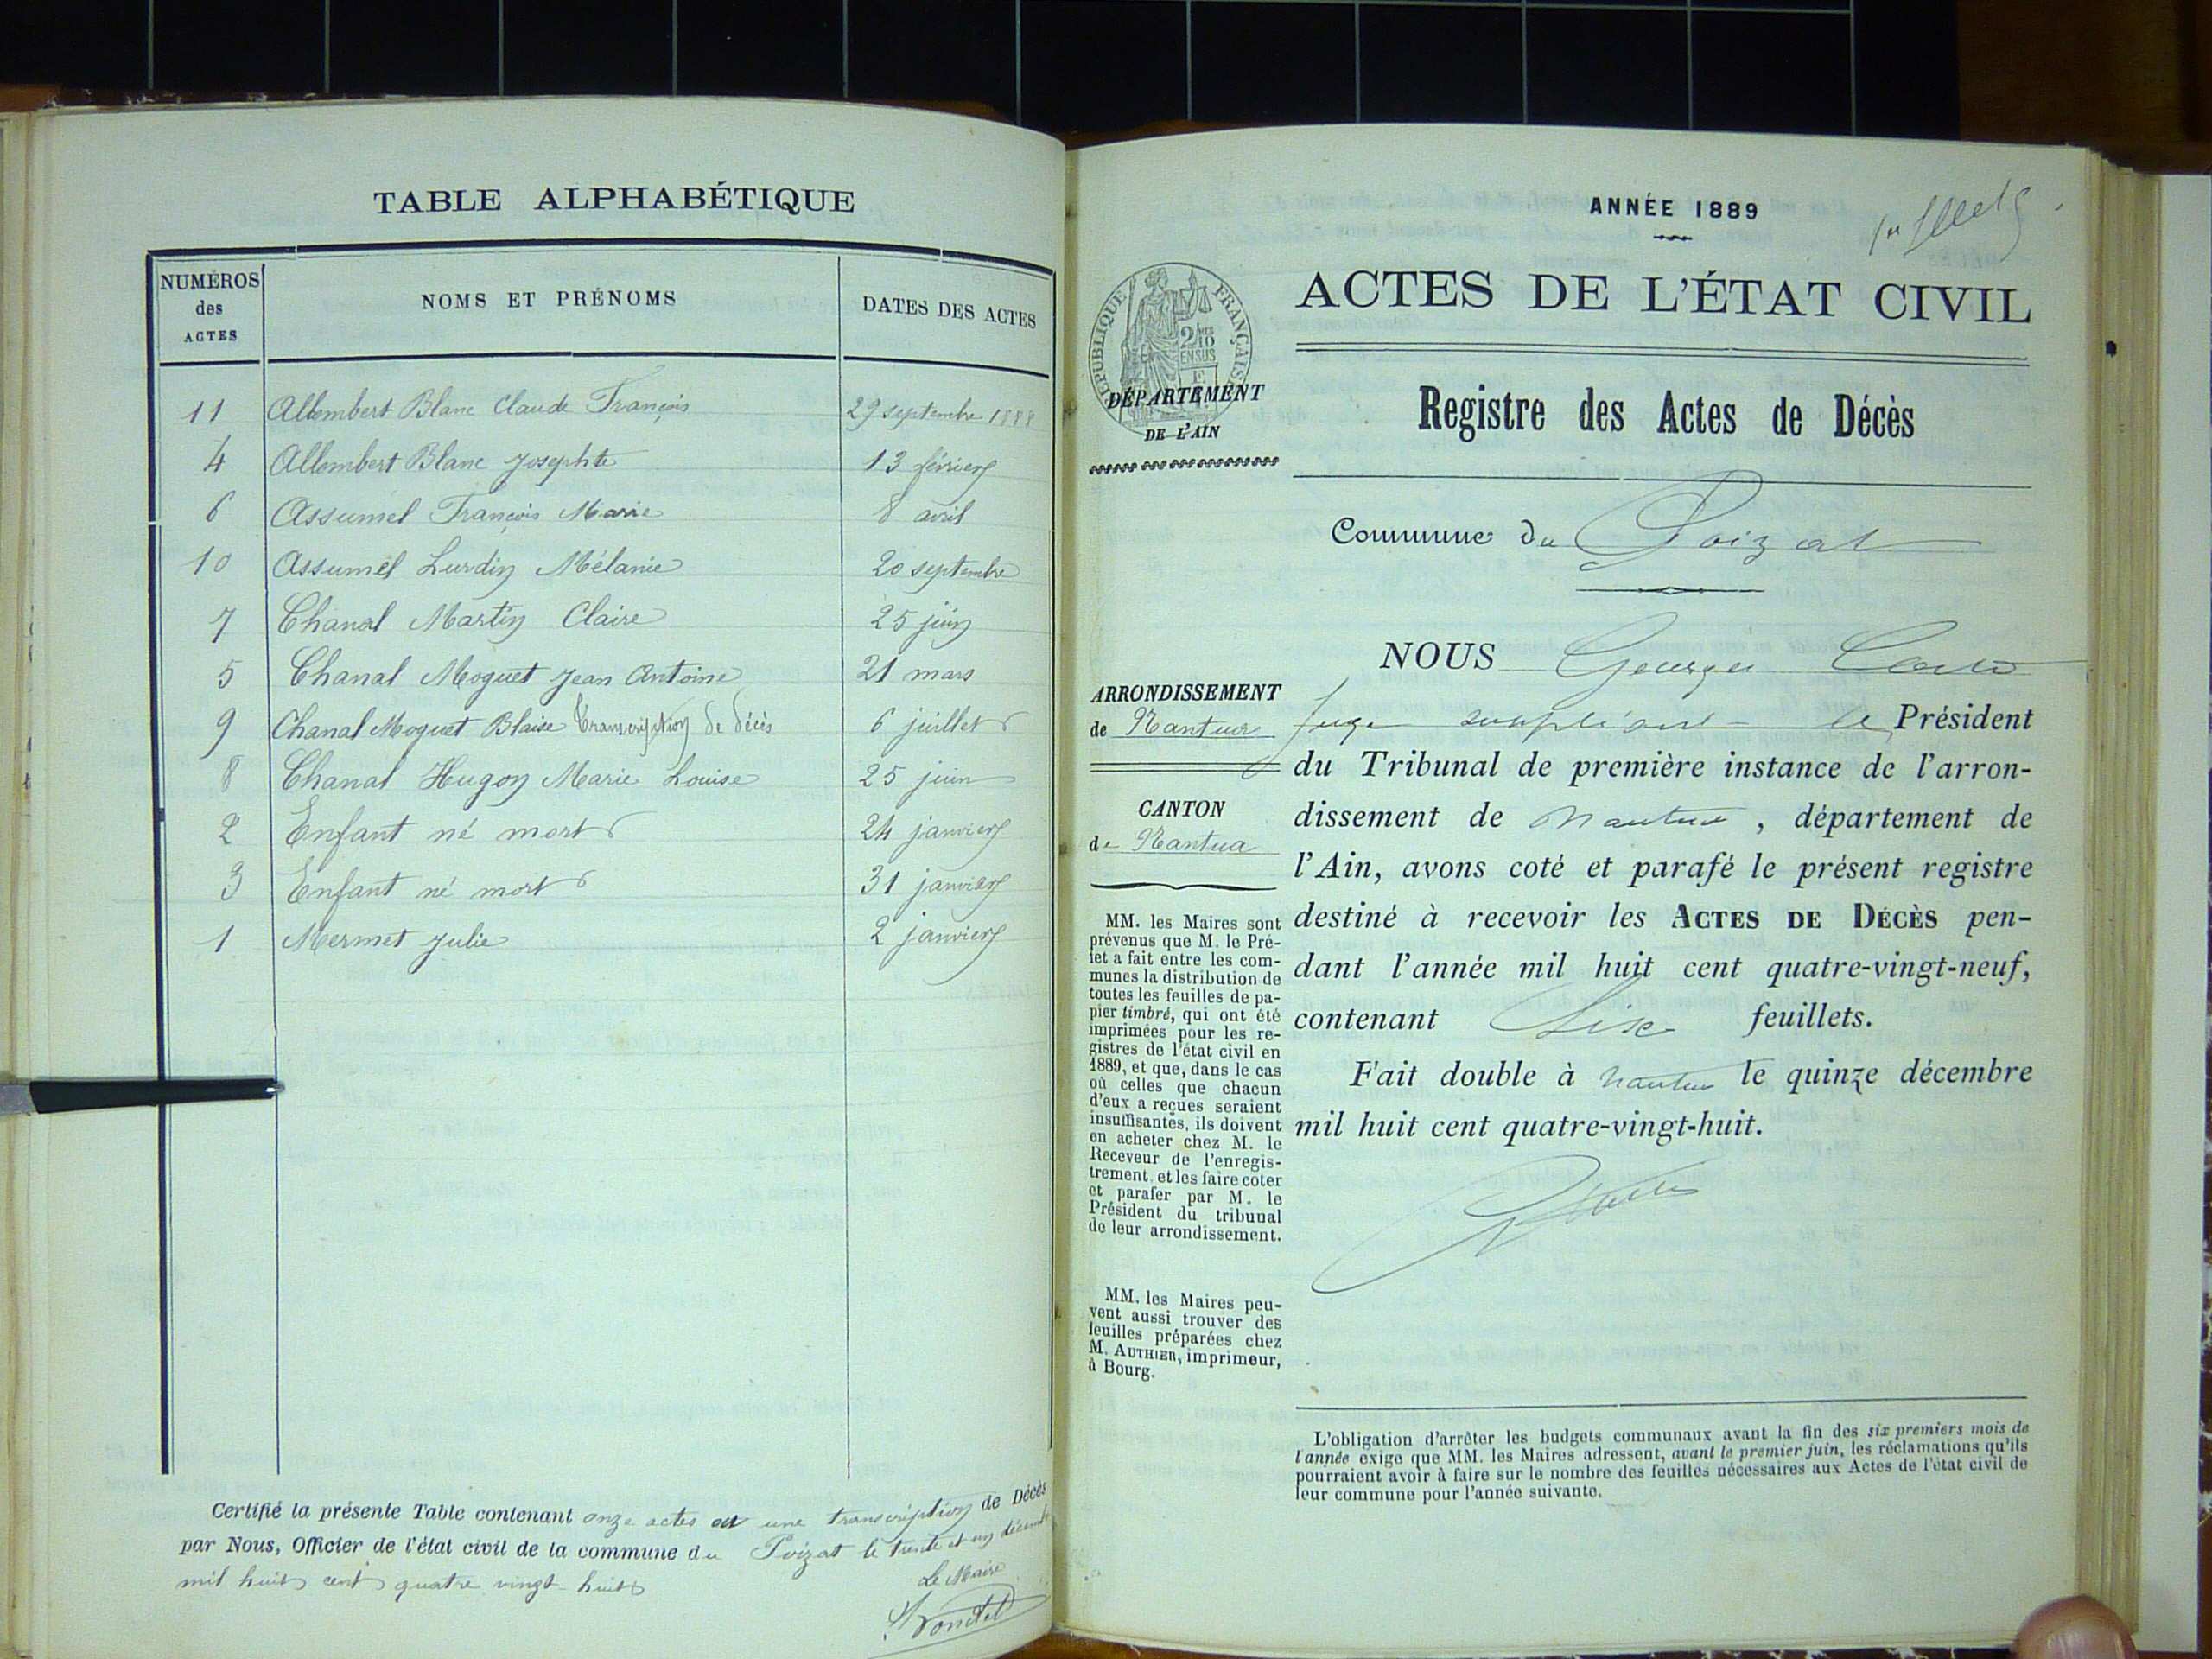 TABLE ALPHABÉTIQUE
NUMÉROS des ACTES
NOMS ET PRÉNOMS
DATES DES ACTES
11 Allombert Blanc Claude François 29 septembre 1888
4 Allombert Blanc Josephte 13 février
6 Assumel François Marie 8 avril
10 Assumel Lurdin Mélanie 20 septembre
7 Chanal Martin Claire 25 juin
5 Chanal Moguet Jean Antoine 21 mars
9 Chanal Moguet Blaise Transcription de décès 6 juillet
8 Chanal Hugon Marie Louise 25 juin
2 Enfant né mort 24 janvier
3 Enfant né mort 31 janvier
1 Mermet Julie 2 janvier
Certifié la présente Table contenant onze actes et une transcription de Décès
par Nous, Officier de l'état civil de la commune du Poizat le trente et un décembre
mil huit cent quatre vingt-huit
Le Maire
ANNÉE 1889
RÉPUBLIQUE FRANÇAISE
ACTES DE L'ÉTAT CIVIL
DÉPARTEMENT
DE L'AIN
Registre des Actes de Décès
Commune du Poizat
ARRONDISSEMENT
de Nantua
CANTON
de Nantua
MM. les Maires sont
prévenus que M. le Pré-
fet a fait entre les com-
munes la distribution de
toutes les feuilles de pa-
pier timbré, qui ont été
imprimées pour les re-
gistres de l'état civil en
1889, et que, dans le cas
où celles que chacun
d'eux a reçues seraient
insuffisantes, ils doivent
en acheter chez M. le
Receveur de l'enregis-
trement, et les faire coter
et parafer par M. le
Président du tribunal
de leur arrondissement.
MM. les Maires peu-
vent aussi trouver des
feuilles préparées chez
M. AUTHIER, imprimeur,
à Bourg.
NOUS Georges
juge suppléant le Président
du Tribunal de première instance de l'arron-
dissement de Nantua, département de
l'Ain, avons coté et parafé le présent registre
destiné à recevoir les ACTES DE DÉCÈS pen-
dant l'année mil huit cent quatre-vingt-neuf,
contenant Six feuillets.
Fait double à Nantua le quinze décembre
mil huit cent quatre-vingt-huit.
L'obligation d'arrêter les budgets communaux avant la fin des six premiers mois de
l'année exige que MM. les Maires adressent, avant le premier juin, les réclamations qu'ils
pourraient avoir à faire sur le nombre des feuilles nécessaires aux Actes de l'état civil de
leur commune pour l'année suivante.